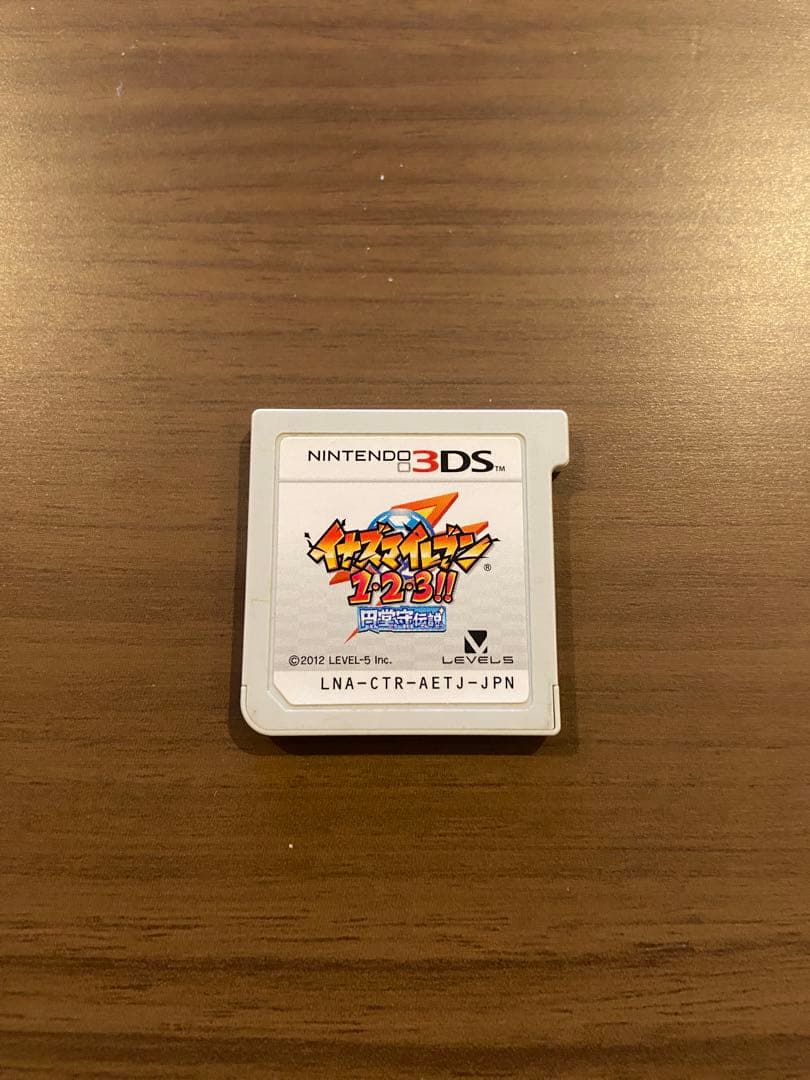 NINTENDO 3DS™
イナズマイレブン®
1・2・3!!
円堂守伝説
©2012 LEVEL-5 Inc.
LEVEL5
LNA-CTR-AETJ-JPN